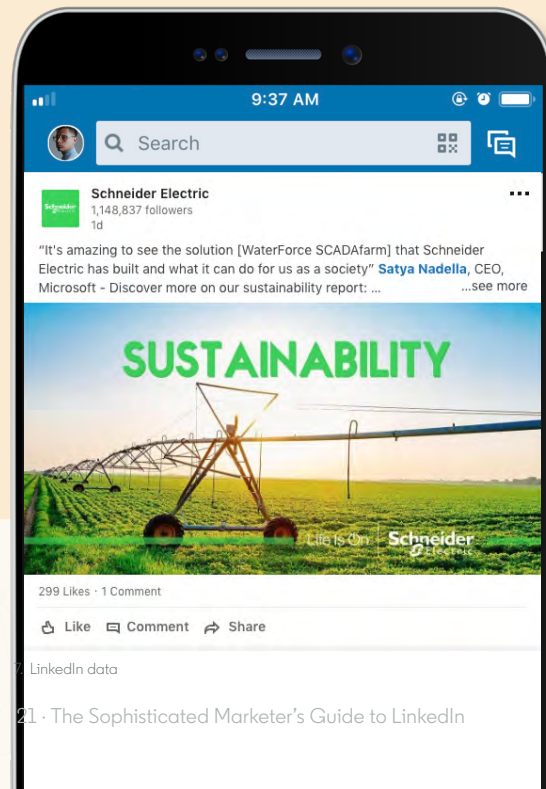 9:37 AM
Search
Schneider Electric
1,148,837 followers
1d
"It's amazing to see the solution [WaterForce SCADAfarm] that Schneider
Electric has built and what it can do for us as a society" Satya Nadella, CEO,
Microsoft - Discover more on our sustainability report: ... ...see more
SUSTAINABILITY
Life Is On Schneider
Electric
299 Likes · 1 Comment
Like Comment Share
7. LinkedIn data
21 · The Sophisticated Marketer’s Guide to LinkedIn